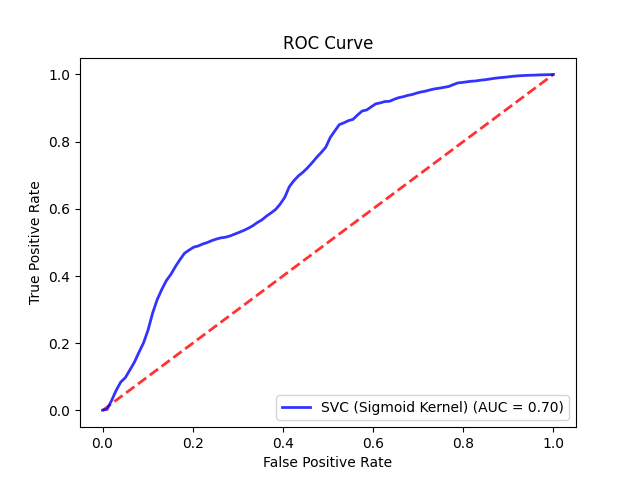 ROC Curve
True Positive Rate
1.0
0.8
0.6
0.4
0.2
0.0
SVC (Sigmoid Kernel) (AUC = 0.70)
0.0 0.2 0.4 0.6 0.8 1.0
False Positive Rate